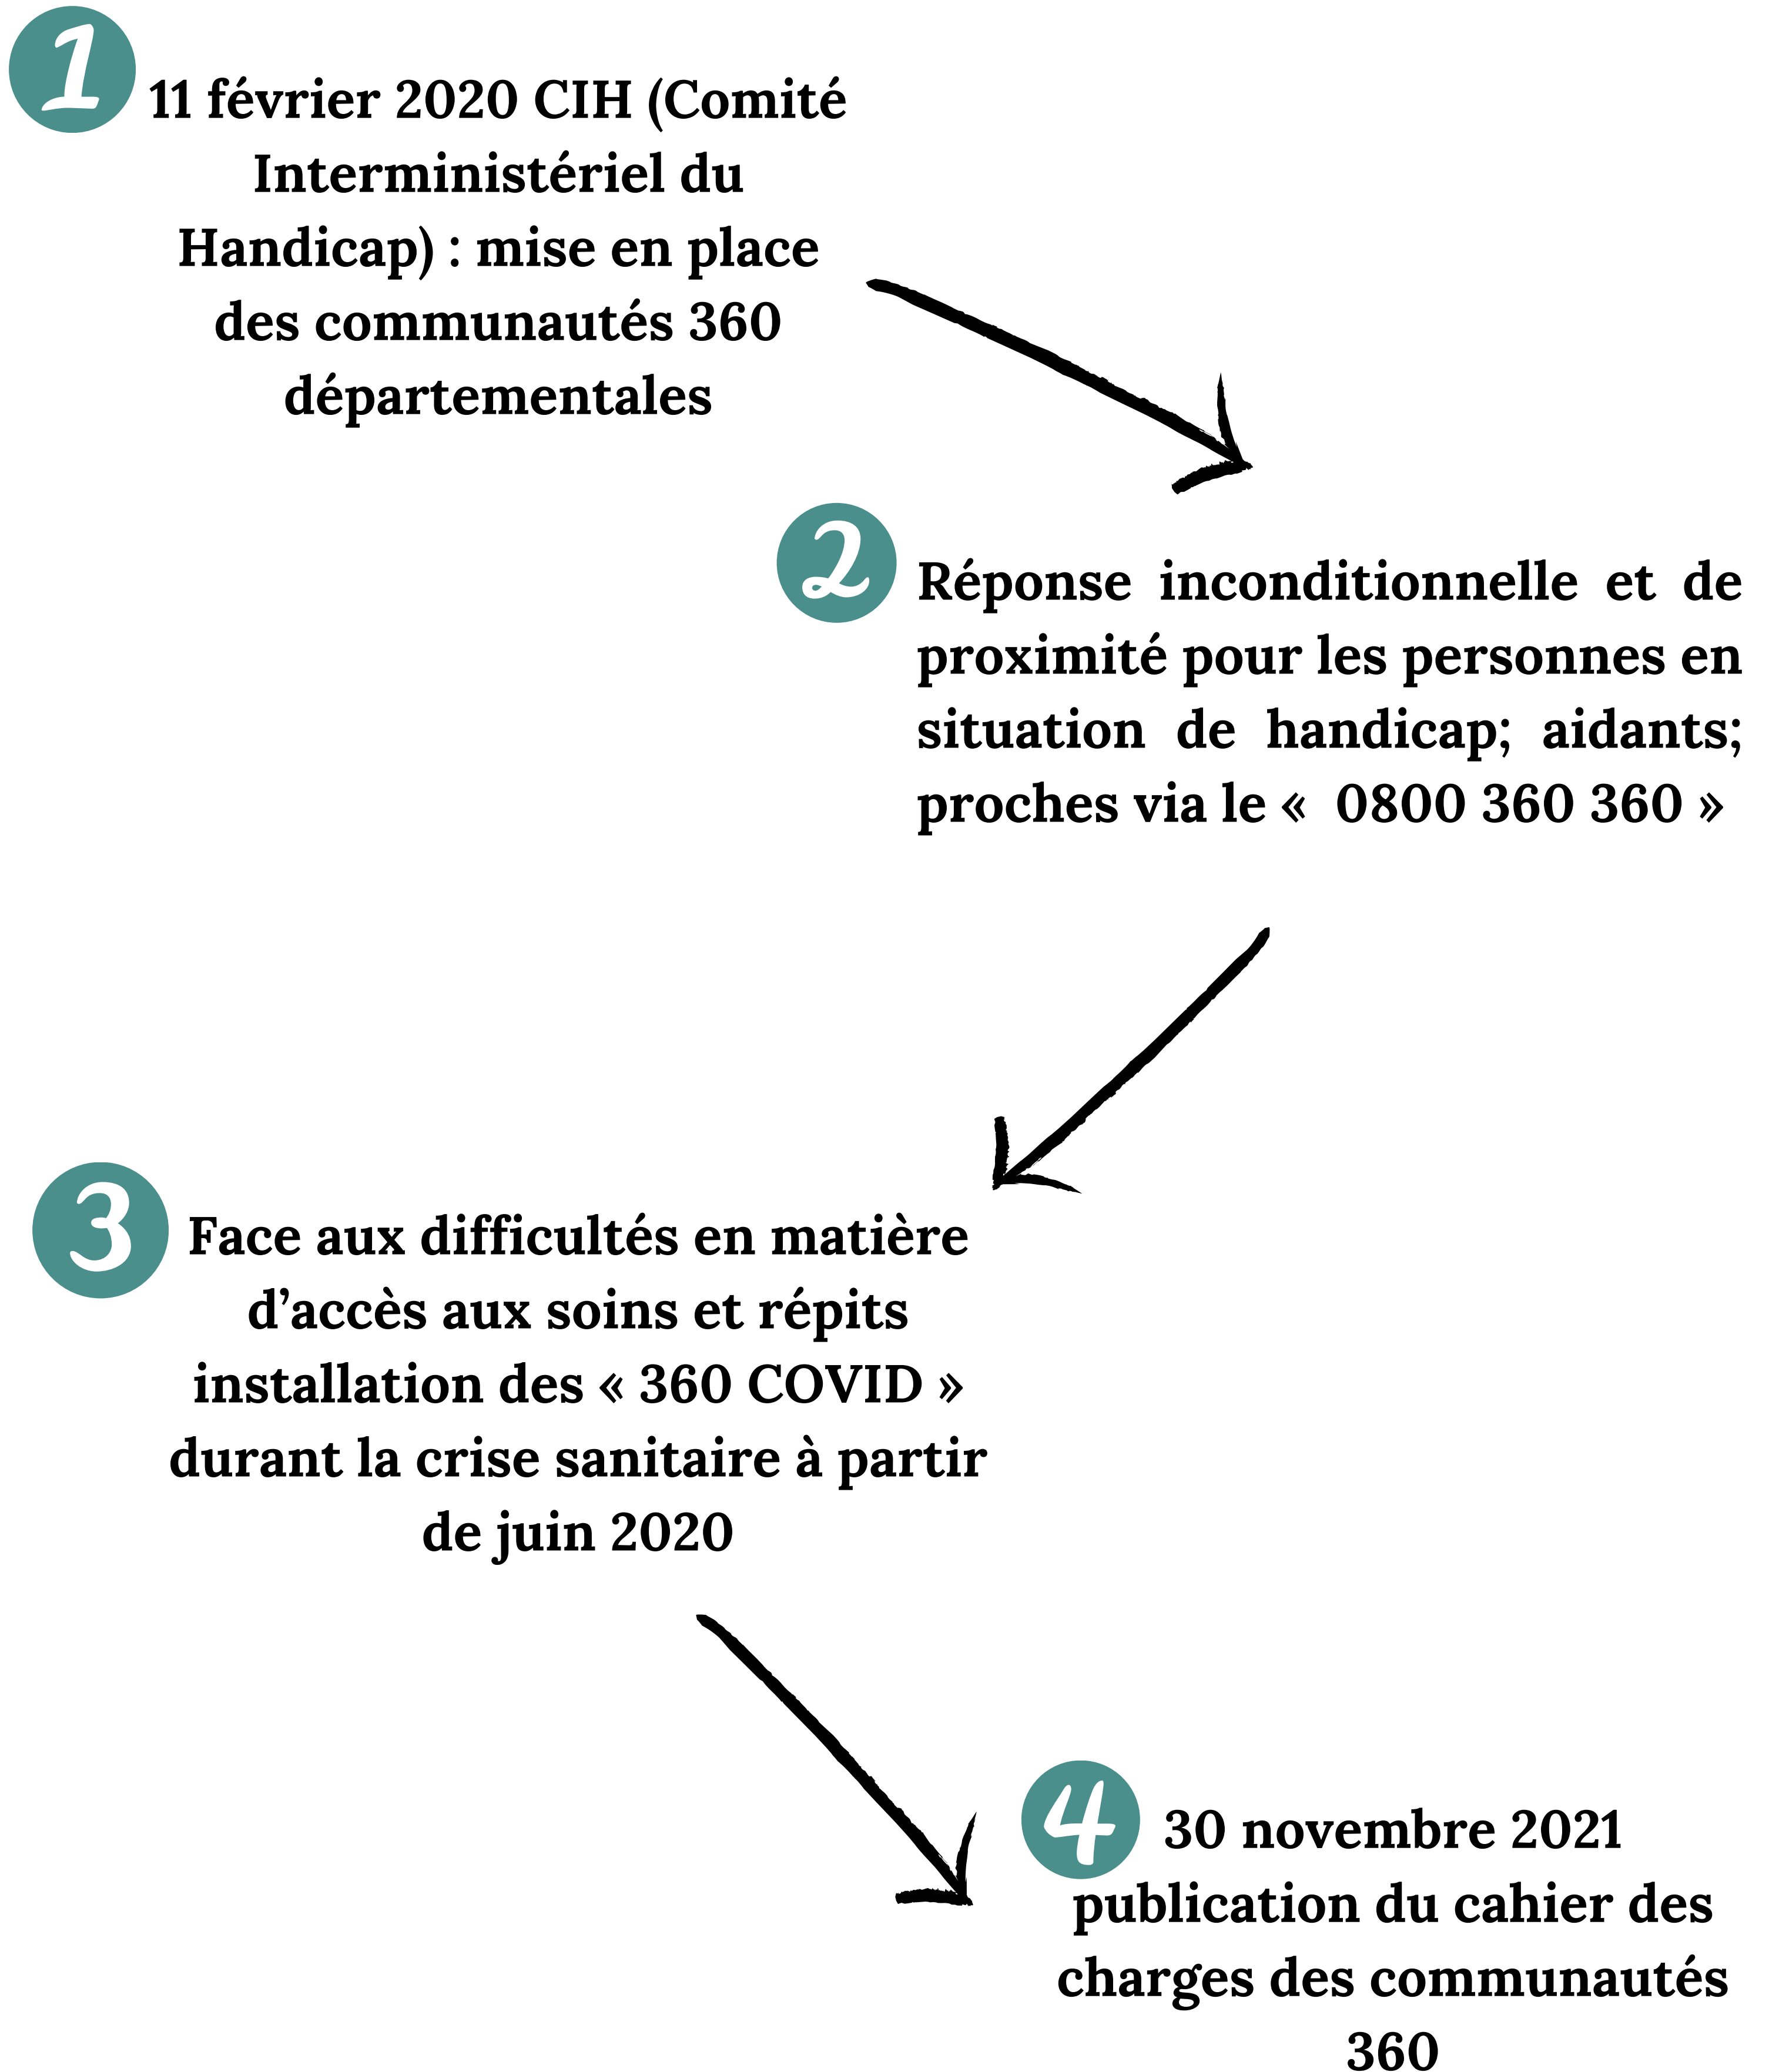 1
11 février 2020 CIH (Comité
Interministériel du
Handicap) : mise en place
des communautés 360
départementales
2
Réponse inconditionnelle et de
proximité pour les personnes en
situation de handicap; aidants;
proches via le « 0800 360 360 »
3
Face aux difficultés en matière
d’accès aux soins et répits
installation des « 360 COVID »
durant la crise sanitaire à partir
de juin 2020
4
30 novembre 2021
publication du cahier des
charges des communautés
360